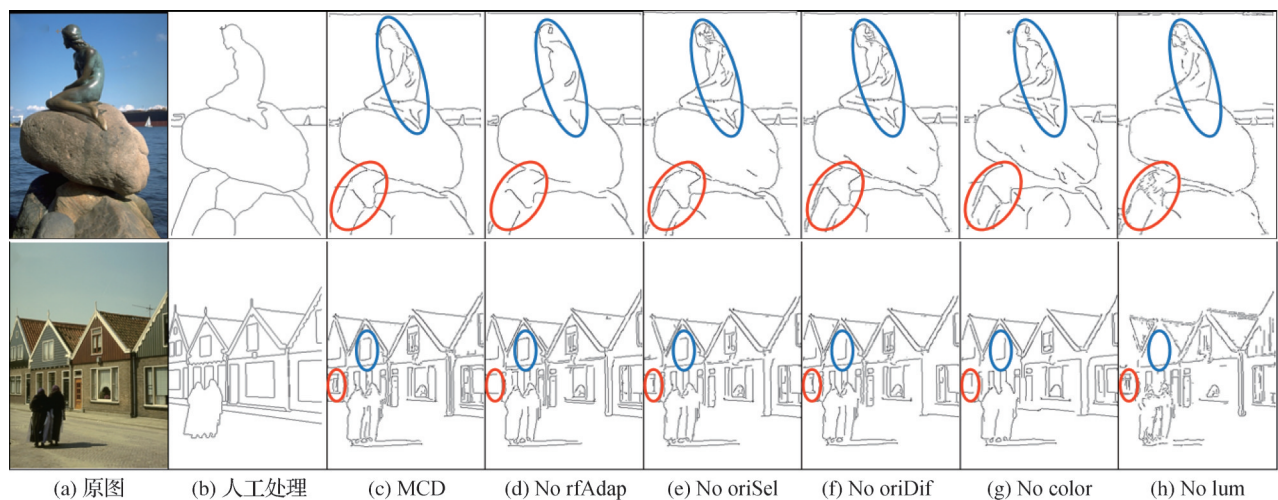 (a) 原图 (b) 人工处理 (c) MCD (d) No rfAdap (e) No oriSel (f) No oriDif (g) No color (h) No lum